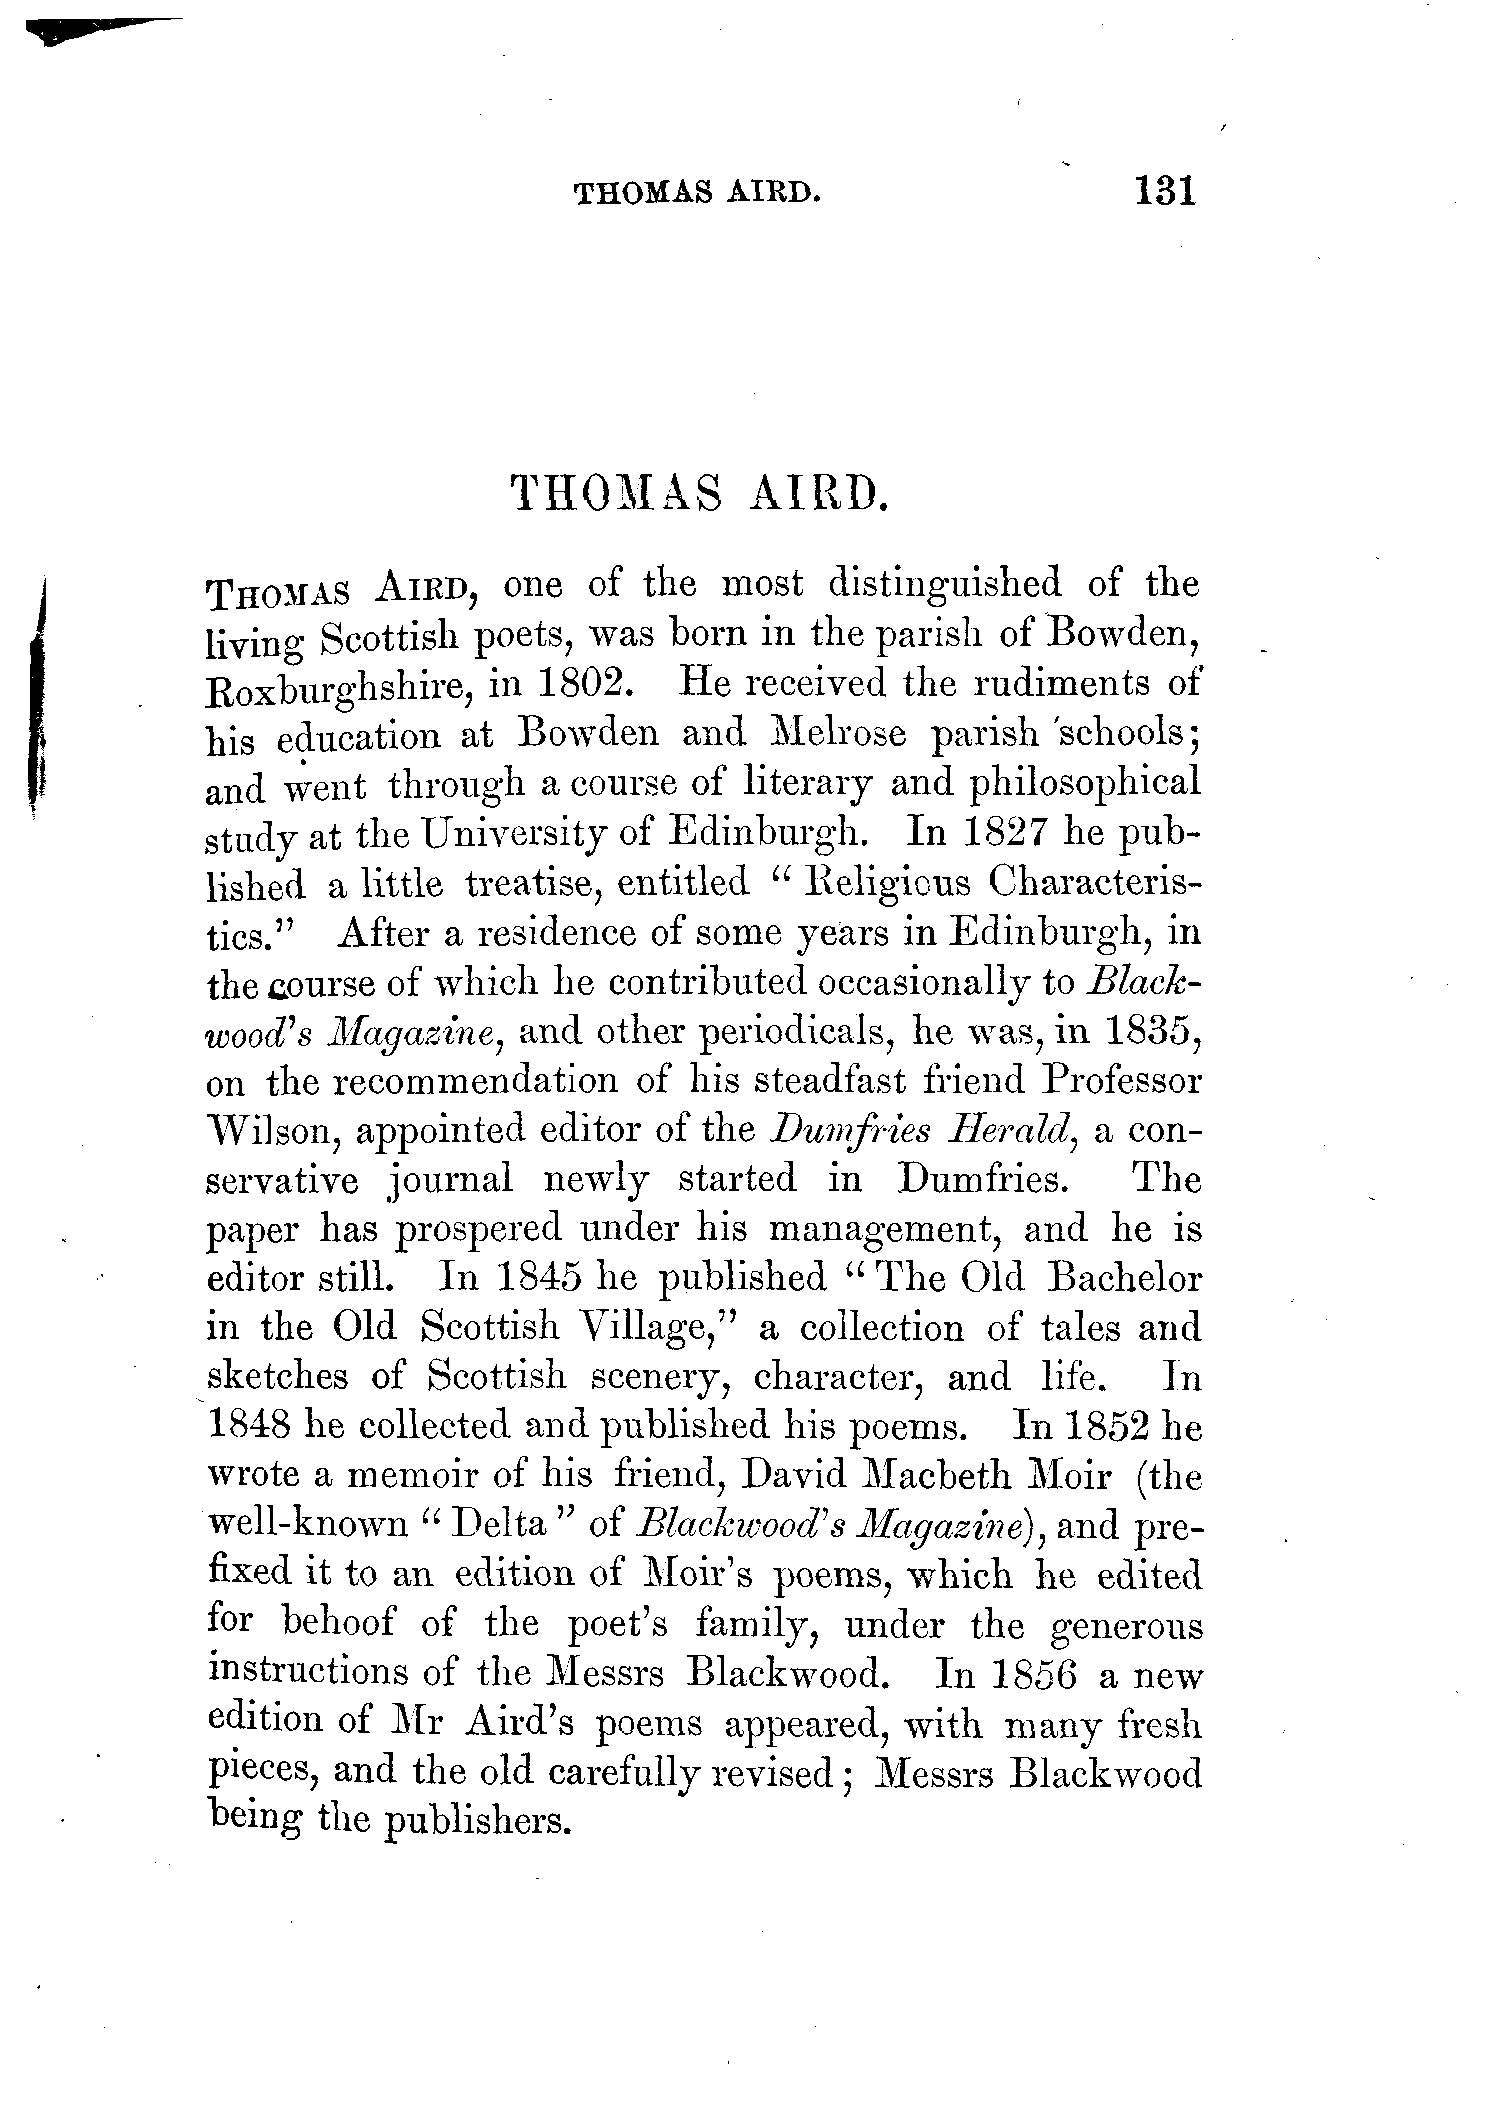 THOMAS AIRD. 131
THOMAS AIRD.
THOMAS AIRD, one of the most distinguished of the
living Scottish poets, was born in the parish of Bowden,
Roxburghshire, in 1802. He received the rudiments of
his education at Bowden and Melrose parish schools;
and went through a course of literary and philosophical
study at the University of Edinburgh. In 1827 he pub-
lished a little treatise, entitled “ Religious Characteris-
tics.” After a residence of some years in Edinburgh, in
the course of which he contributed occasionally to Black-
wood’s Magazine, and other periodicals, he was, in 1835,
on the recommendation of his steadfast friend Professor
Wilson, appointed editor of the Dumfries Herald, a con-
servative journal newly started in Dumfries. The
paper has prospered under his management, and he is
editor still. In 1845 he published “ The Old Bachelor
in the Old Scottish Village,” a collection of tales and
sketches of Scottish scenery, character, and life. In
1848 he collected and published his poems. In 1852 he
wrote a memoir of his friend, David Macbeth Moir (the
well-known “ Delta ” of Blackwood’s Magazine), and pre-
fixed it to an edition of Moir’s poems, which he edited
for behoof of the poet’s family, under the generous
instructions of the Messrs Blackwood. In 1856 a new
edition of Mr Aird’s poems appeared, with many fresh
pieces, and the old carefully revised ; Messrs Blackwood
being the publishers.